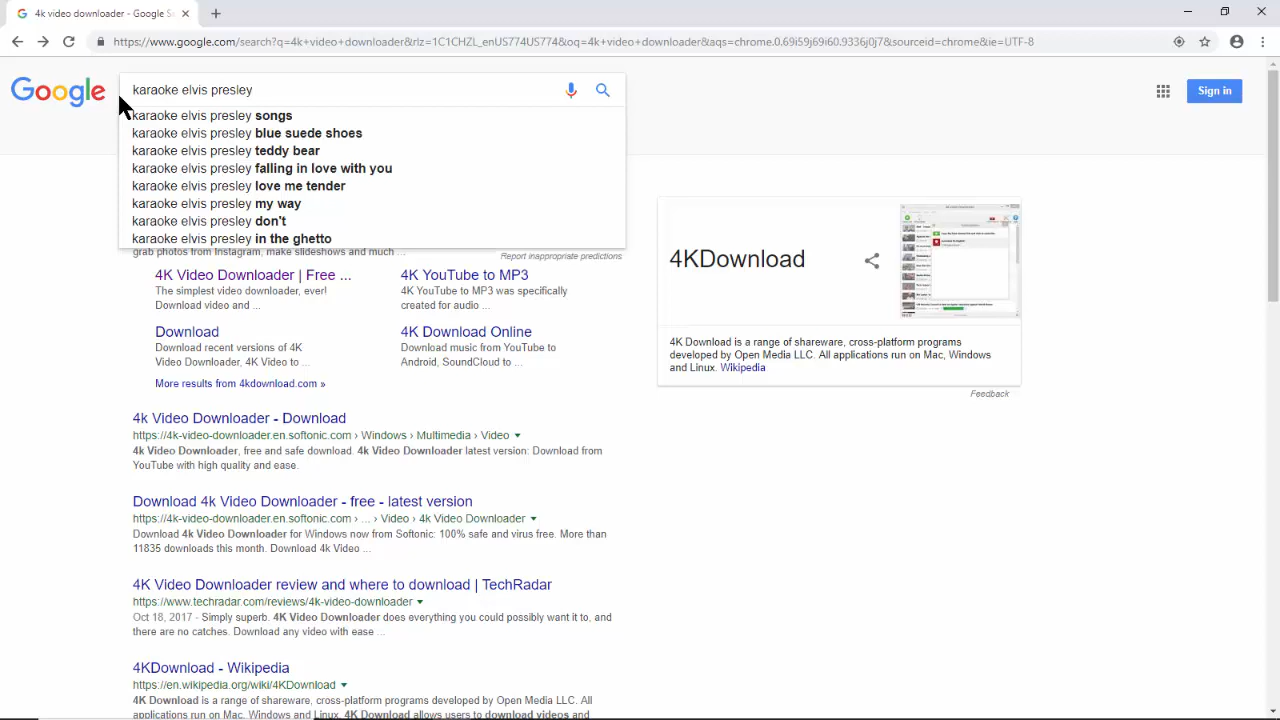 4k video downloader - Google S
https://www.google.com/search?q=4k+video+downloader&rlz=1C1CHZL_enUS774US774&oq=4k+video+downloader&aqs=chrome.0.69i59j69i60.9336j0j7&sourceid=chrome&ie=UTF-8
Google
karaoke elvis presley
Sign in
karaoke elvis presley songs
karaoke elvis presley blue suede shoes
karaoke elvis presley teddy bear
karaoke elvis presley falling in love with you
karaoke elvis presley love me tender
karaoke elvis presley my way
karaoke elvis presley don't
karaoke elvis presley in the ghetto
grab photos from Instagram, make slideshows and much ...
Report inappropriate predictions
4K Video Downloader | Free ...
The simplest downloader, ever!
Download videos and ...
4K YouTube to MP3
4K YouTube to MP3 was specifically
created for audio ...
Download
Download recent versions of 4K
Video Downloader, 4K Video to ...
4K Download Online
Download music from YouTube to
Android, SoundCloud to ...
More results from 4kdownload.com »
4k Video Downloader - Download
https://4k-video-downloader.en.softonic.com › Windows › Multimedia › Video
4k Video Downloader, free and safe download. 4k Video Downloader latest version: Download from
YouTube with high quality and ease.
Download 4k Video Downloader - free - latest version
https://4k-video-downloader.en.softonic.com › ... › Video › 4k Video Downloader
Download 4k Video Downloader for Windows now from Softonic: 100% safe and virus free. More than
11835 downloads this month. Download 4k Video ...
4K Video Downloader review and where to download | TechRadar
https://www.techradar.com/reviews/4k-video-downloader
Oct 18, 2017 - Simply superb. 4K Video Downloader does everything you could possibly want it to, and
there are no catches. Download any video with ease ...
4KDownload - Wikipedia
https://en.wikipedia.org/wiki/4KDownload
4K Download is a range of shareware, cross-platform programs developed by Open Media LLC. All
applications run on Mac, Windows and Linux. 4K Download allows users to download videos and
4KDownload
4K Download is a range of shareware, cross-platform programs
developed by Open Media LLC. All applications run on Mac, Windows
and Linux. Wikipedia
Feedback